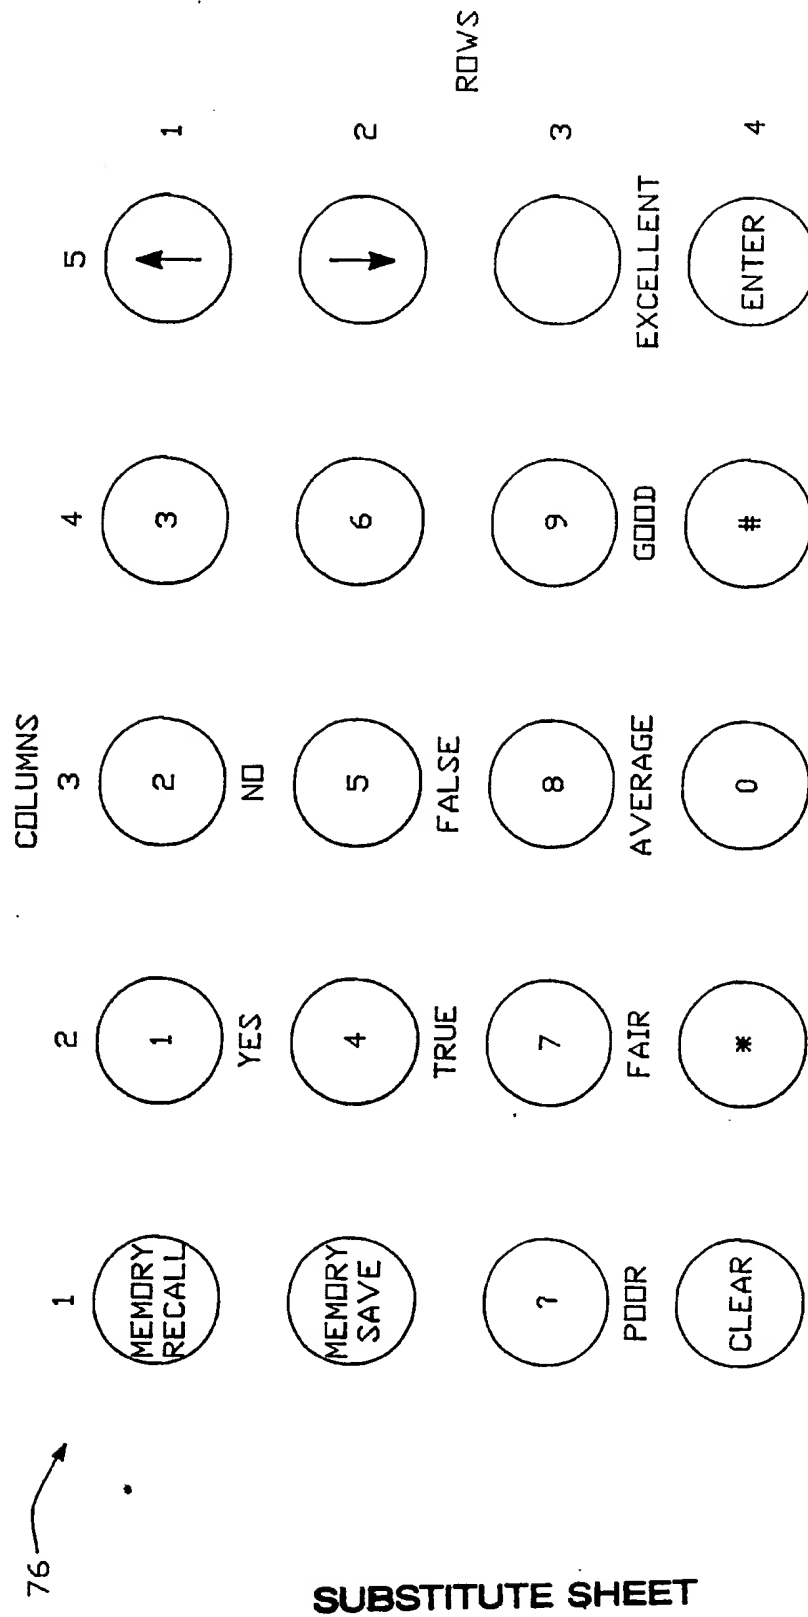 COLUMNS
76
1 2 3 4 5
MEMORY
RECALL
1 2 3 ↑ 1
YES NO
MEMORY
SAVE
4 5 6 ↓ 2
TRUE FALSE
ROWS
? 7 8 9 3
POOR FAIR AVERAGE GOOD EXCELLENT
CLEAR * 0 # ENTER 4
SUBSTITUTE SHEET